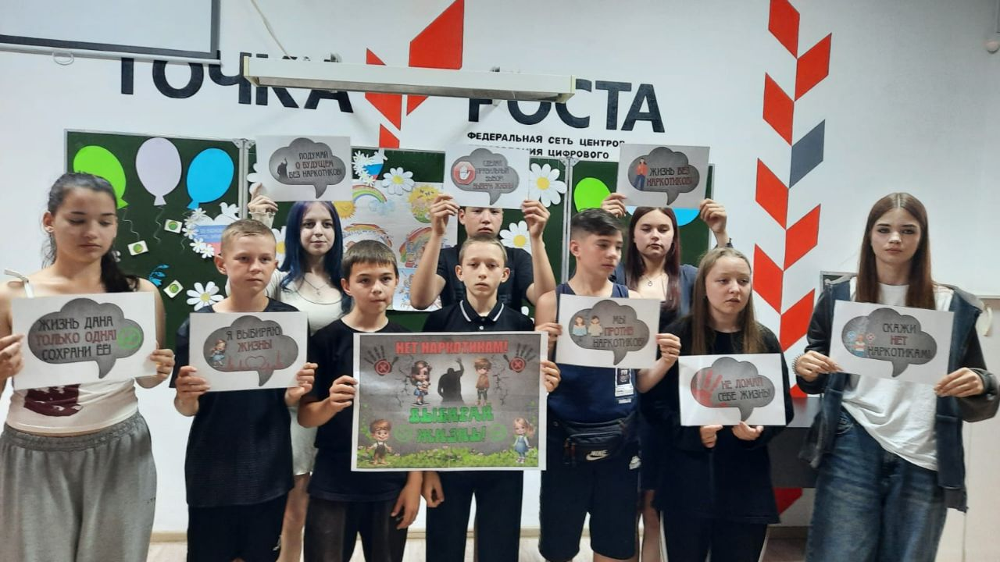 ТОЧКА РОСТА
ФЕДЕРАЛЬНАЯ СЕТЬ ЦЕНТРОВ
ЦИФРОВОГО
ПОДУМАЙ
О БУДУЩЕМ
БЕЗ НАРКОТИКОВ!
СДЕЛАЙ
ПРАВИЛЬНЫЙ
ВЫБОР!
ВЫБЕРИ ЖИЗНЬ!
ЖИЗНЬ БЕЗ
НАРКОТИКОВ!
ЖИЗНЬ ДАНА
ТОЛЬКО ОДНА!
СОХРАНИ ЕЁ!
Я ВЫБИРАЮ
ЖИЗНЬ!
НЕТ НАРКОТИКАМ!
ВЫБИРАЙ
ЖИЗНЬ!
МЫ
ПРОТИВ
НАРКОТИКОВ!
НЕ ЛОМАЙ
СЕБЕ ЖИЗНЬ!
СКАЖИ
НЕТ
НАРКОТИКАМ!
NIKE